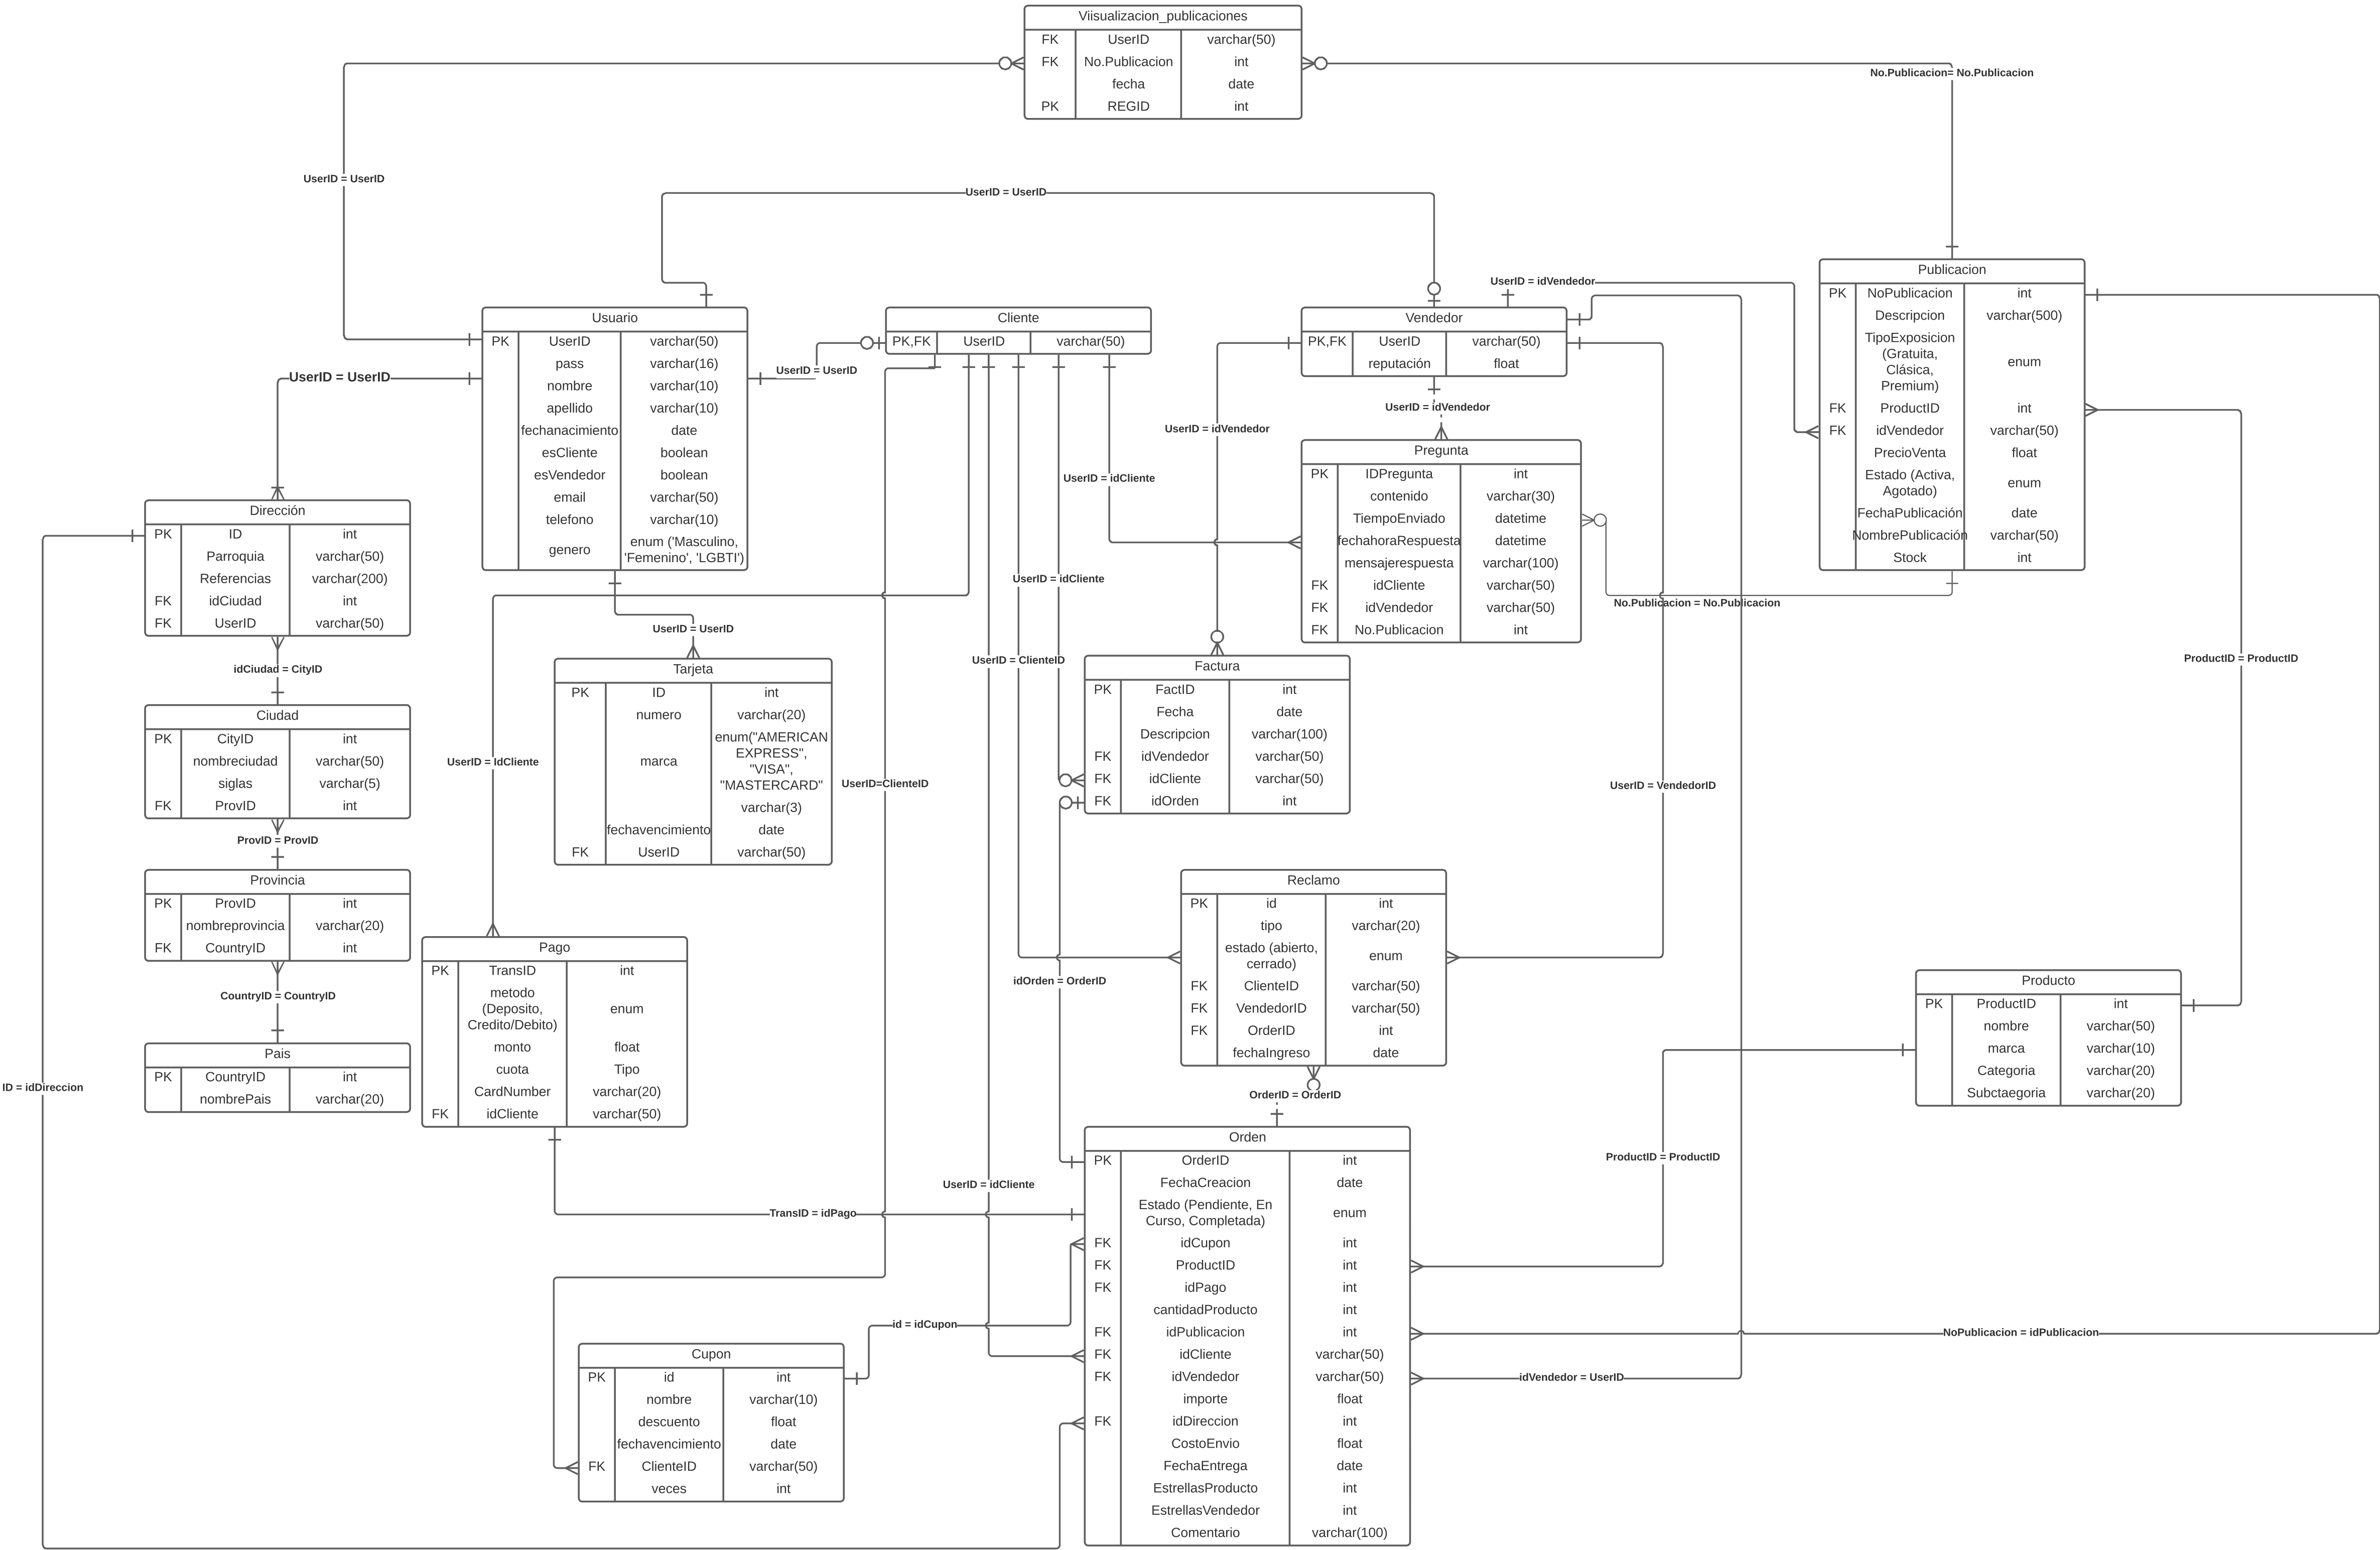 Viisualizacion_publicaciones
FK UserID varchar(50)
FK No.Publicacion int
fecha date
PK REGID int
No.Publicacion= No.Publicacion
UserID = UserID
UserID = UserID
UserID = idVendedor
Publicacion
PK NoPublicacion int
Descripcion varchar(500)
TipoExposicion
(Gratuita,
Clásica,
Premium) enum
FK ProductID int
FK idVendedor varchar(50)
PrecioVenta float
Estado (Activa,
Agotado) enum
FechaPublicación date
NombrePublicación varchar(50)
Stock int
Usuario
PK UserID varchar(50)
pass varchar(16)
nombre varchar(10)
apellido varchar(10)
fechanacimiento date
esCliente boolean
esVendedor boolean
email varchar(50)
telefono varchar(10)
genero enum ('Masculino,
'Femenino', 'LGBTI')
Cliente
PK,FK UserID varchar(50)
Vendedor
PK,FK UserID varchar(50)
reputación float
UserID = UserID
UserID = UserID
UserID = idVendedor
UserID = idVendedor
UserID = idCliente
Pregunta
PK IDPregunta int
contenido varchar(30)
TiempoEnviado datetime
fechahoraRespuesta datetime
mensajerespuesta varchar(100)
FK idCliente varchar(50)
FK idVendedor varchar(50)
FK No.Publicacion int
Dirección
PK ID int
Parroquia varchar(50)
Referencias varchar(200)
FK idCiudad int
FK UserID varchar(50)
UserID = idCliente
No.Publicacion = No.Publicacion
UserID = UserID
UserID = ClienteID
ProductID = ProductID
idCiudad = CityID
Tarjeta
PK ID int
numero varchar(20)
marca enum("AMERICAN
EXPRESS",
"VISA",
"MASTERCARD"
varchar(3)
fechavencimiento date
FK UserID varchar(50)
Factura
PK FactID int
Fecha date
Descripcion varchar(100)
FK idVendedor varchar(50)
FK idCliente varchar(50)
FK idOrden int
Ciudad
PK CityID int
nombreciudad varchar(50)
siglas varchar(5)
FK ProvID int
UserID = IdCliente
UserID=ClienteID
UserID = VendedorID
ProvID = ProvID
Provincia
PK ProvID int
nombreprovincia varchar(20)
FK CountryID int
Reclamo
PK id int
tipo varchar(20)
estado (abierto,
cerrado) enum
FK ClienteID varchar(50)
FK VendedorID varchar(50)
FK OrderID int
fechaIngreso date
Pago
PK TransID int
metodo
(Deposito,
Credito/Debito) enum
monto float
cuota Tipo
CardNumber varchar(20)
FK idCliente varchar(50)
CountryID = CountryID
idOrden = OrderID
Producto
PK ProductID int
nombre varchar(50)
marca varchar(10)
Categoria varchar(20)
Subctaegoria varchar(20)
Pais
PK CountryID int
nombrePais varchar(20)
ID = idDireccion
OrderID = OrderID
ProductID = ProductID
UserID = idCliente
TransID = idPago
Orden
PK OrderID int
FechaCreacion date
Estado (Pendiente, En
Curso, Completada) enum
FK idCupon int
FK ProductID int
FK idPago int
cantidadProducto int
FK idPublicacion int
FK idCliente varchar(50)
FK idVendedor varchar(50)
importe float
FK idDireccion int
CostoEnvio float
FechaEntrega date
EstrellasProducto int
EstrellasVendedor int
Comentario varchar(100)
id = idCupon
NoPublicacion = idPublicacion
idVendedor = UserID
Cupon
PK id int
nombre varchar(10)
descuento float
fechavencimiento date
FK ClienteID varchar(50)
veces int